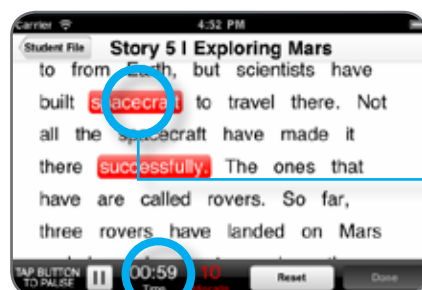 Carrier 4:52 PM
Student File Story 5 | Exploring Mars
to from Earth, but scientists have
built spacecraft to travel there. Not
all the spacecraft have made it
there successfully. The ones that
have are called rovers. So far,
three rovers have landed on Mars
TAP BUTTON 00:59 10 Reset Done
TO PAUSE Time